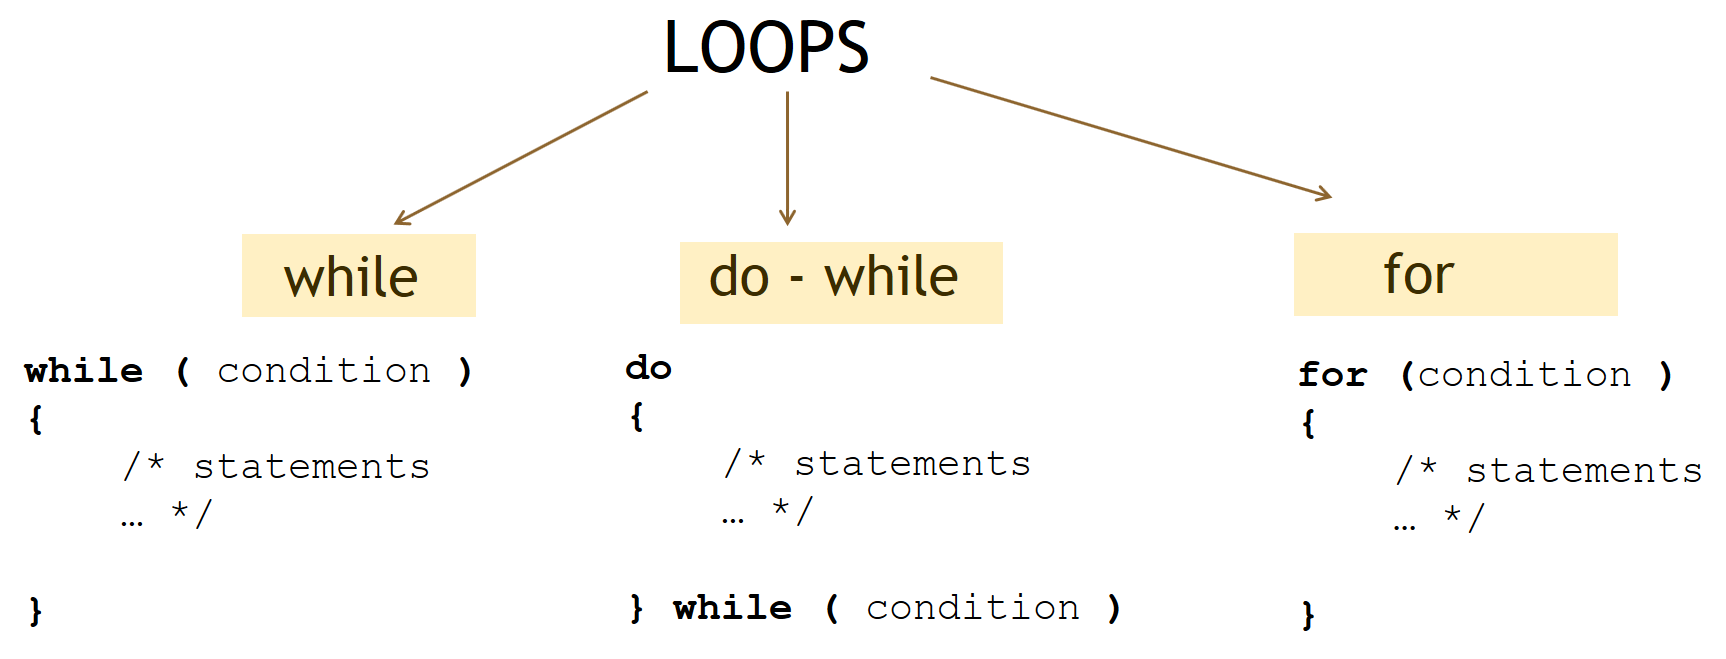 LOOPS
while
do - while
for
while ( condition )
{
/* statements
… */
}
do
{
/* statements
… */
} while ( condition )
for (condition )
{
/* statements
… */
}